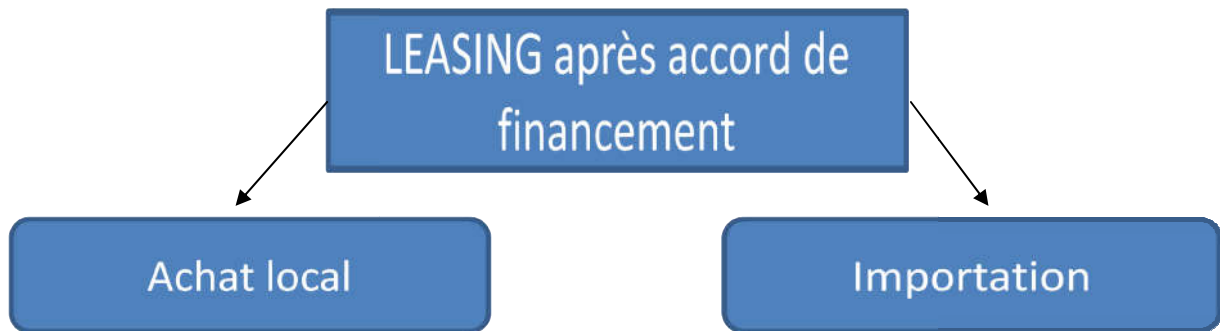 LEASING après accord de
financement
Achat local
Importation